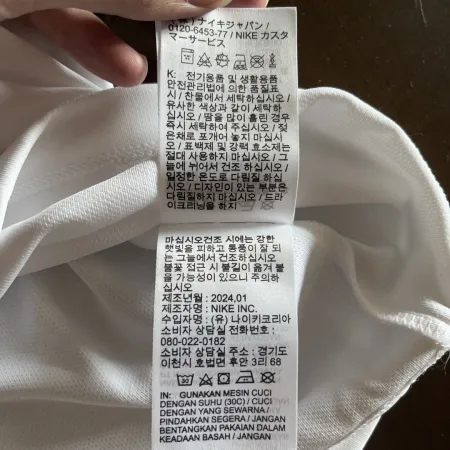 ナイキジャパン/
0120-6453-77 / NIKE カスタ
マーサービス
K: 전기용품 및 생활용품
안전관리법에 의한 품질표
시 / 찬물에서 세탁하십시오 /
유사한 색상과 같이 세탁하
십시오 / 땀을 많이 흘린 경우
즉시 세탁하여 주십시오 / 젖
은채로 포개어 놓지 마십시
오 / 표백제 및 강력 효소제는
절대 사용하지 마십시오 / 그
늘에 뉘어서 건조하십시오 /
일정한 온도로 다림질 하십
시오 / 디자인이 있는 부분은
다림질하지 마십시오 / 드라
이크리닝을 하지
마십시오건조 시에는 강한
햇빛을 피하고 통풍이 잘 되
는 그늘에서 건조하십시오
불꽃 접근 시 불길이 옮겨 붙
을 가능성이 있으니 주의하
십시오
제조년월 : 2024,01
제조자명 : NIKE INC.
수입자명 : (유) 나이키코리아
소비자 상담실 전화번호 :
080-022-0182
소비자 상담실 주소 : 경기도
이천시 호법면 후안 3리 68
IN: GUNAKAN MESIN CUCI
DENGAN SUHU (30C) / CUCI
DENGAN YANG SEWARNA /
PINDAHKAN SEGERA / JANGAN
BENTANGKAN PAKAIAN DALAM
KEADAAN BASAH / JANGAN